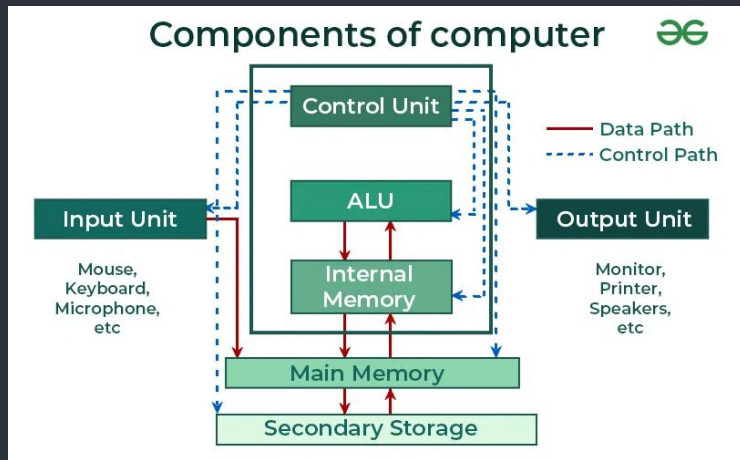 Components of computer
Control Unit
Data Path
Control Path
ALU
Input Unit
Output Unit
Mouse,
Keyboard,
Microphone,
etc
Internal
Memory
Monitor,
Printer,
Speakers,
etc
Main Memory
Secondary Storage